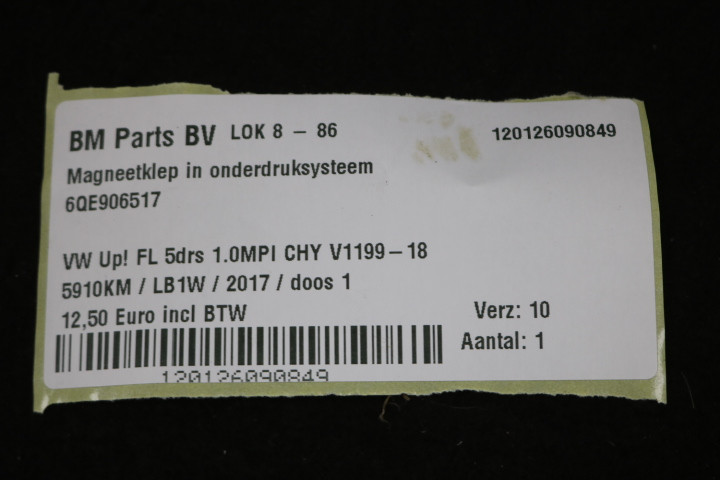 BM Parts BV LOK 8 – 86 120126090849
Magneetklep in onderdruksysteem
6QE906517
VW Up! FL 5drs 1.0MPI CHY V1199–18
5910KM / LB1W / 2017 / doos 1
12,50 Euro incl BTW Verz: 10
Aantal: 1
120126090849